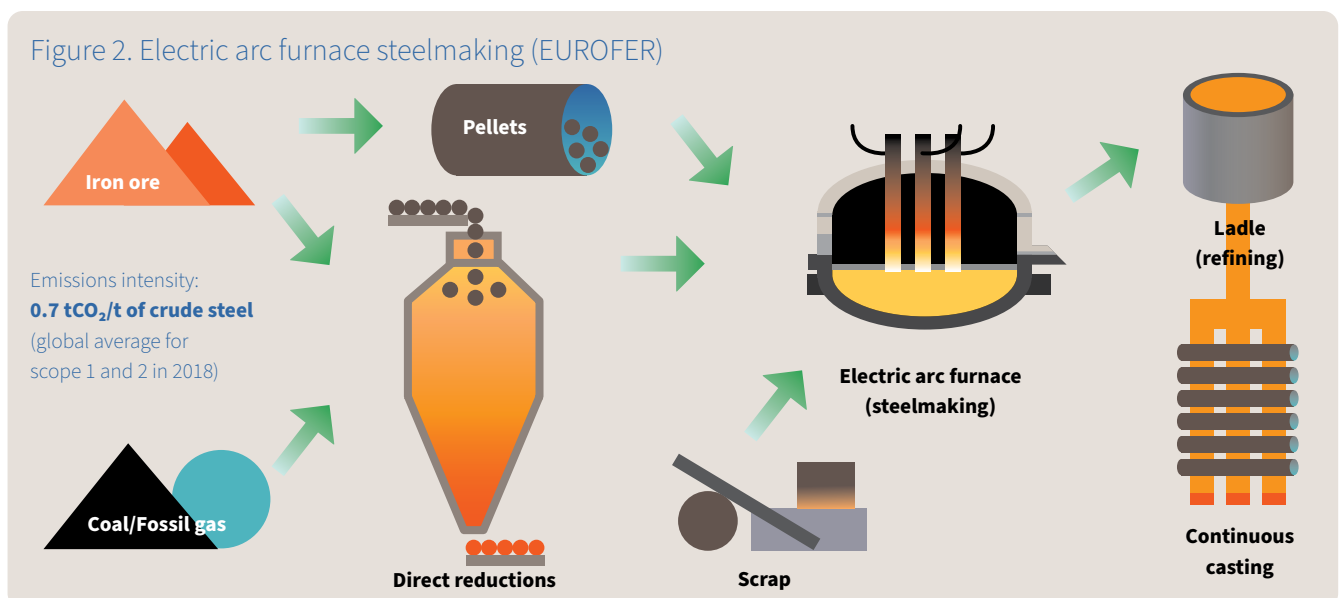 Figure 2. Electric arc furnace steelmaking (EUROFER)
Iron ore
Pellets
Emissions intensity:
0.7 tCO₂/t of crude steel
(global average for
scope 1 and 2 in 2018)
Coal/Fossil gas
Direct reductions
Electric arc furnace
(steelmaking)
Scrap
Ladle
(refining)
Continuous
casting